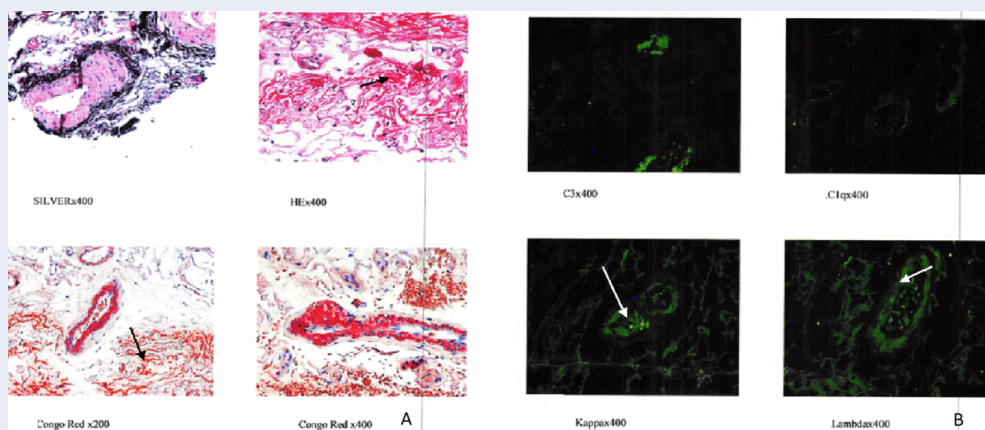 SILVERx400
HEx400
C3x400
.C1qx400
Congo Red x200
Congo Red x400
A
Kappax400
Lambdax400
B